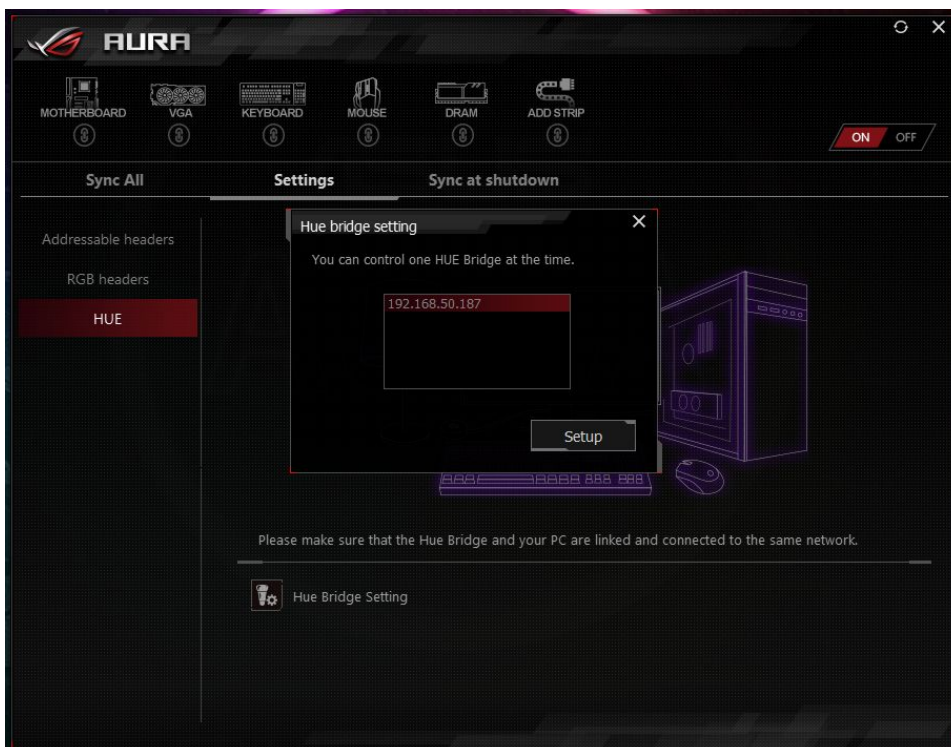 AURA
MOTHERBOARD VGA KEYBOARD MOUSE DRAM ADD STRIP
ON OFF
Sync All Settings Sync at shutdown
Addressable headers
RGB headers
HUE
Hue bridge setting
You can control one HUE Bridge at the time.
192.168.50.187
Setup
Please make sure that the Hue Bridge and your PC are linked and connected to the same network.
Hue Bridge Setting